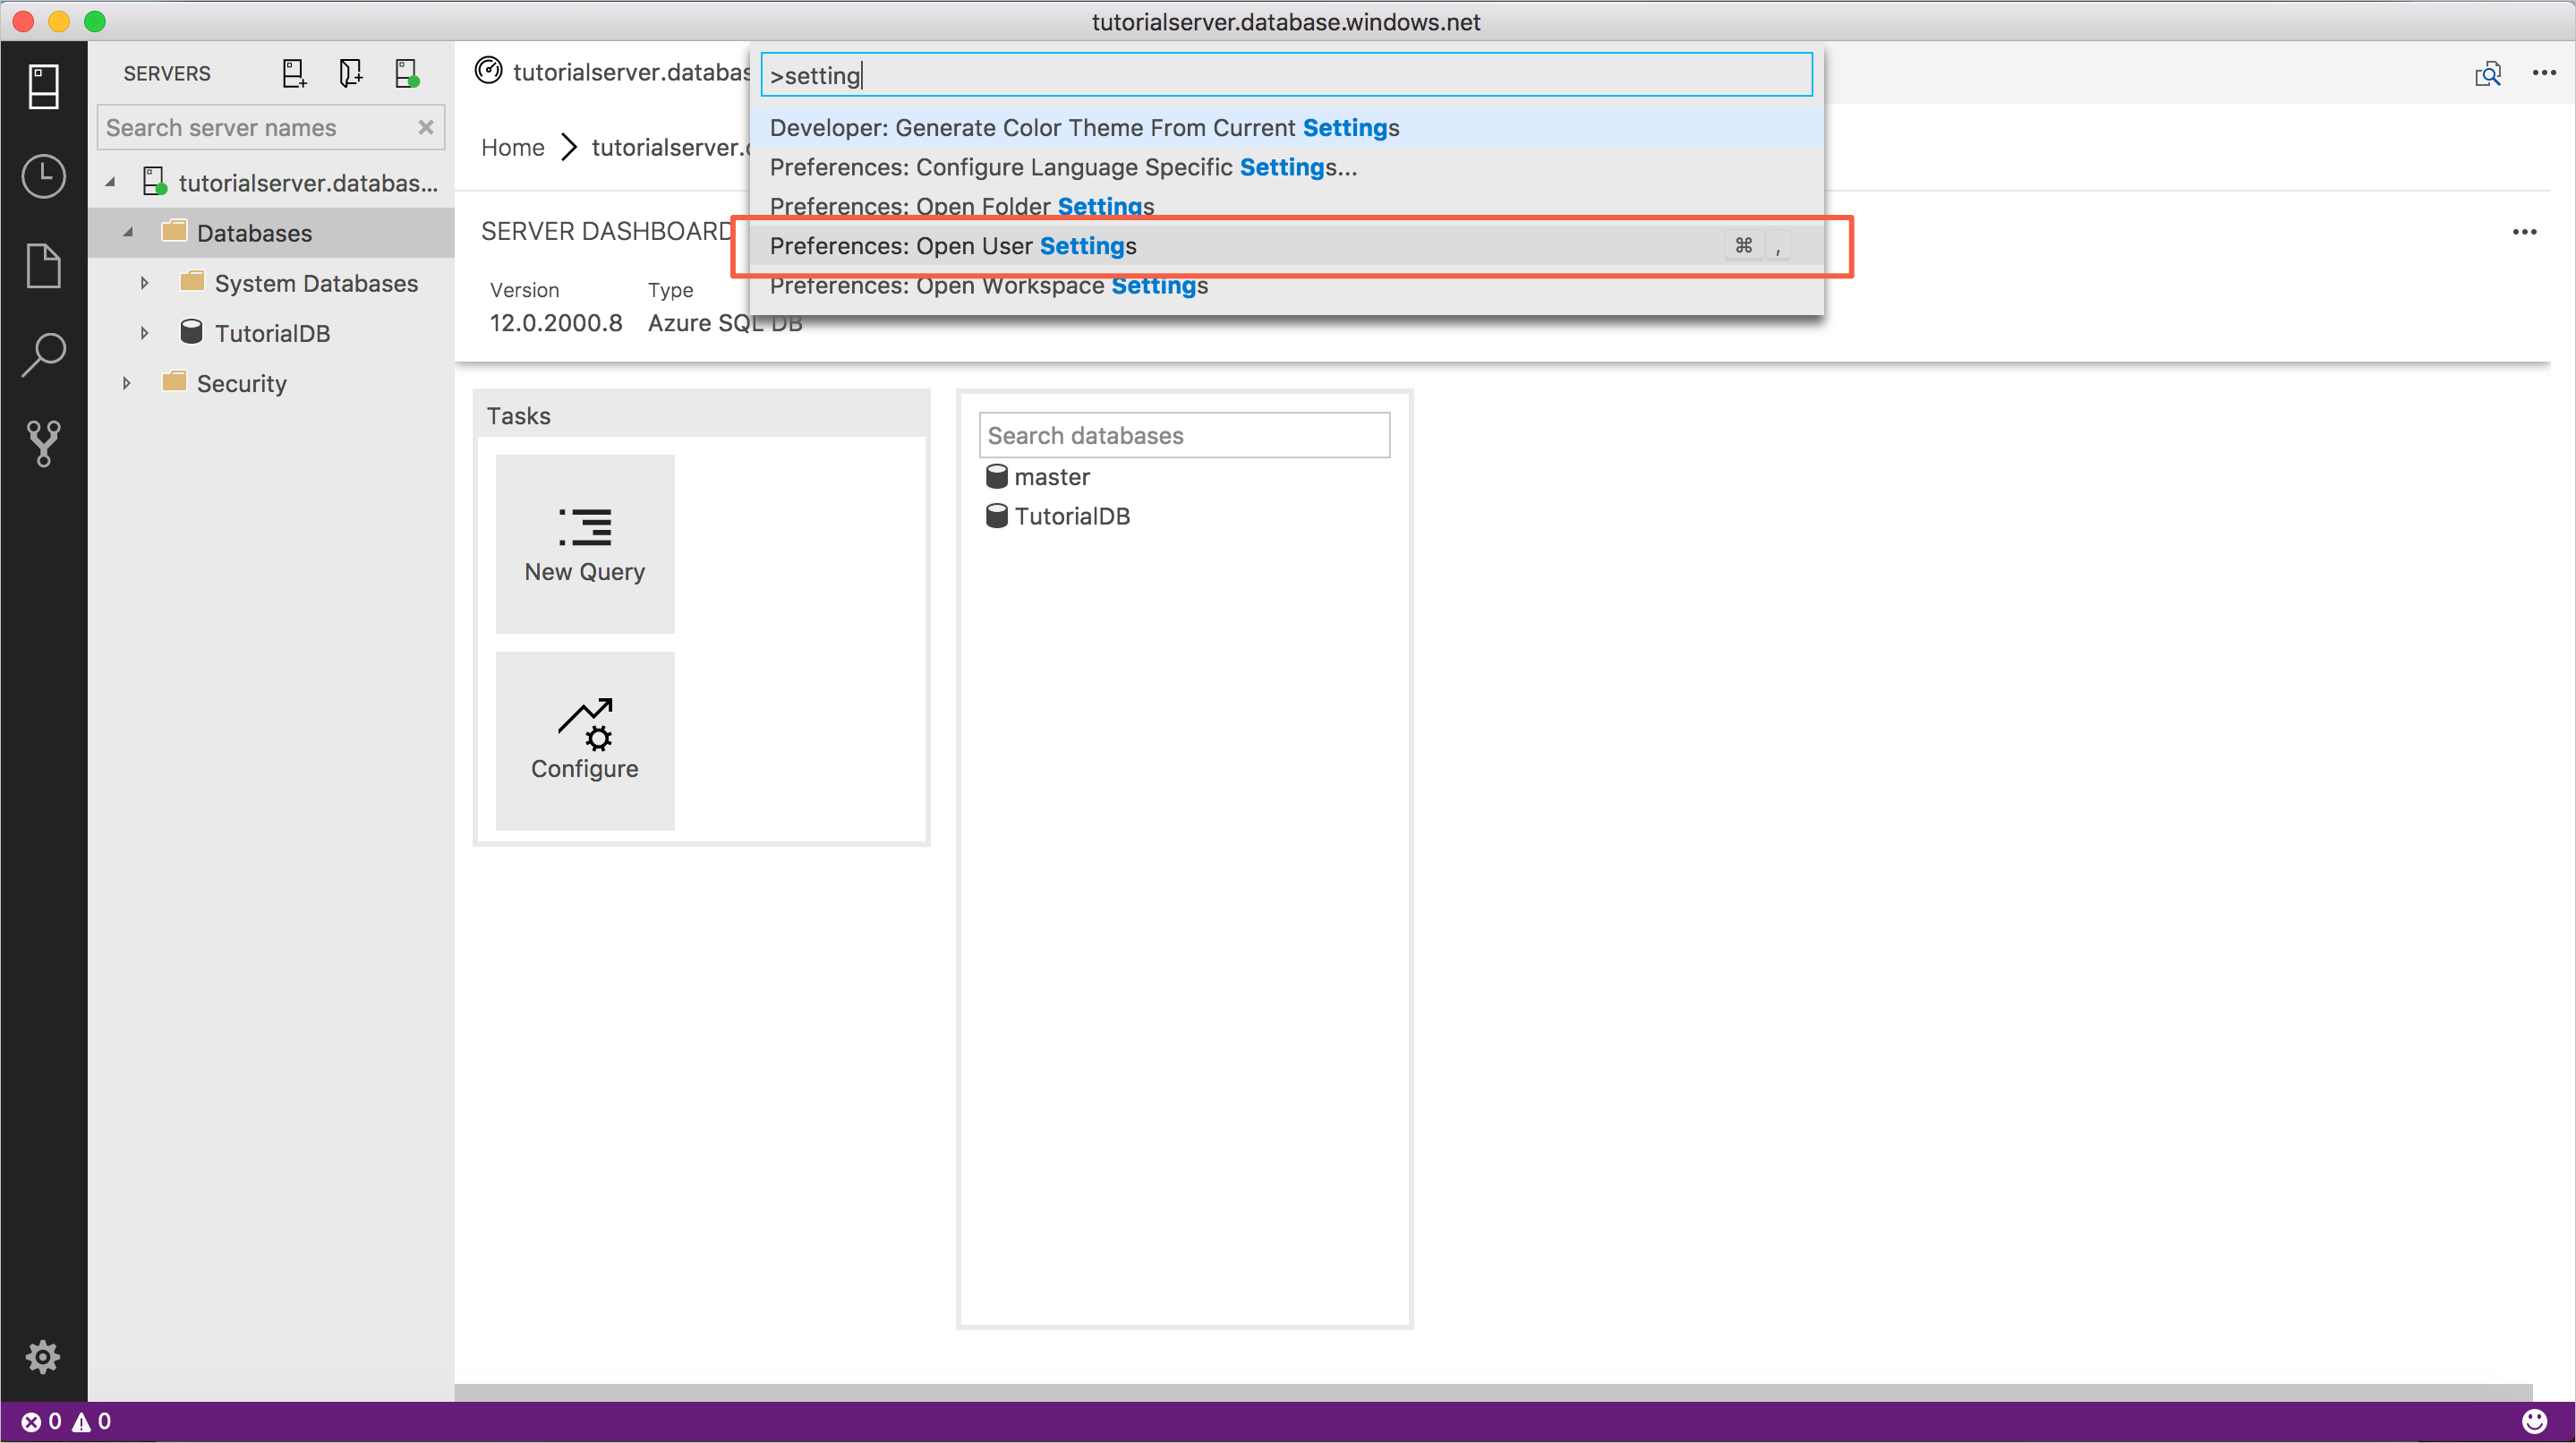 tutorialserver.database.windows.net
SERVERS
Search server names
tutorialserver.databas...
Databases
System Databases
TutorialDB
Security
tutorialserver.databas
>setting
Developer: Generate Color Theme From Current Settings
Preferences: Configure Language Specific Settings...
Preferences: Open Folder Settings
Preferences: Open User Settings ⌘ ,
Preferences: Open Workspace Settings
Home tutorialserver.
SERVER DASHBOARD
Version Type
12.0.2000.8 Azure SQL DB
Tasks
New Query
Configure
Search databases
master
TutorialDB
0 0